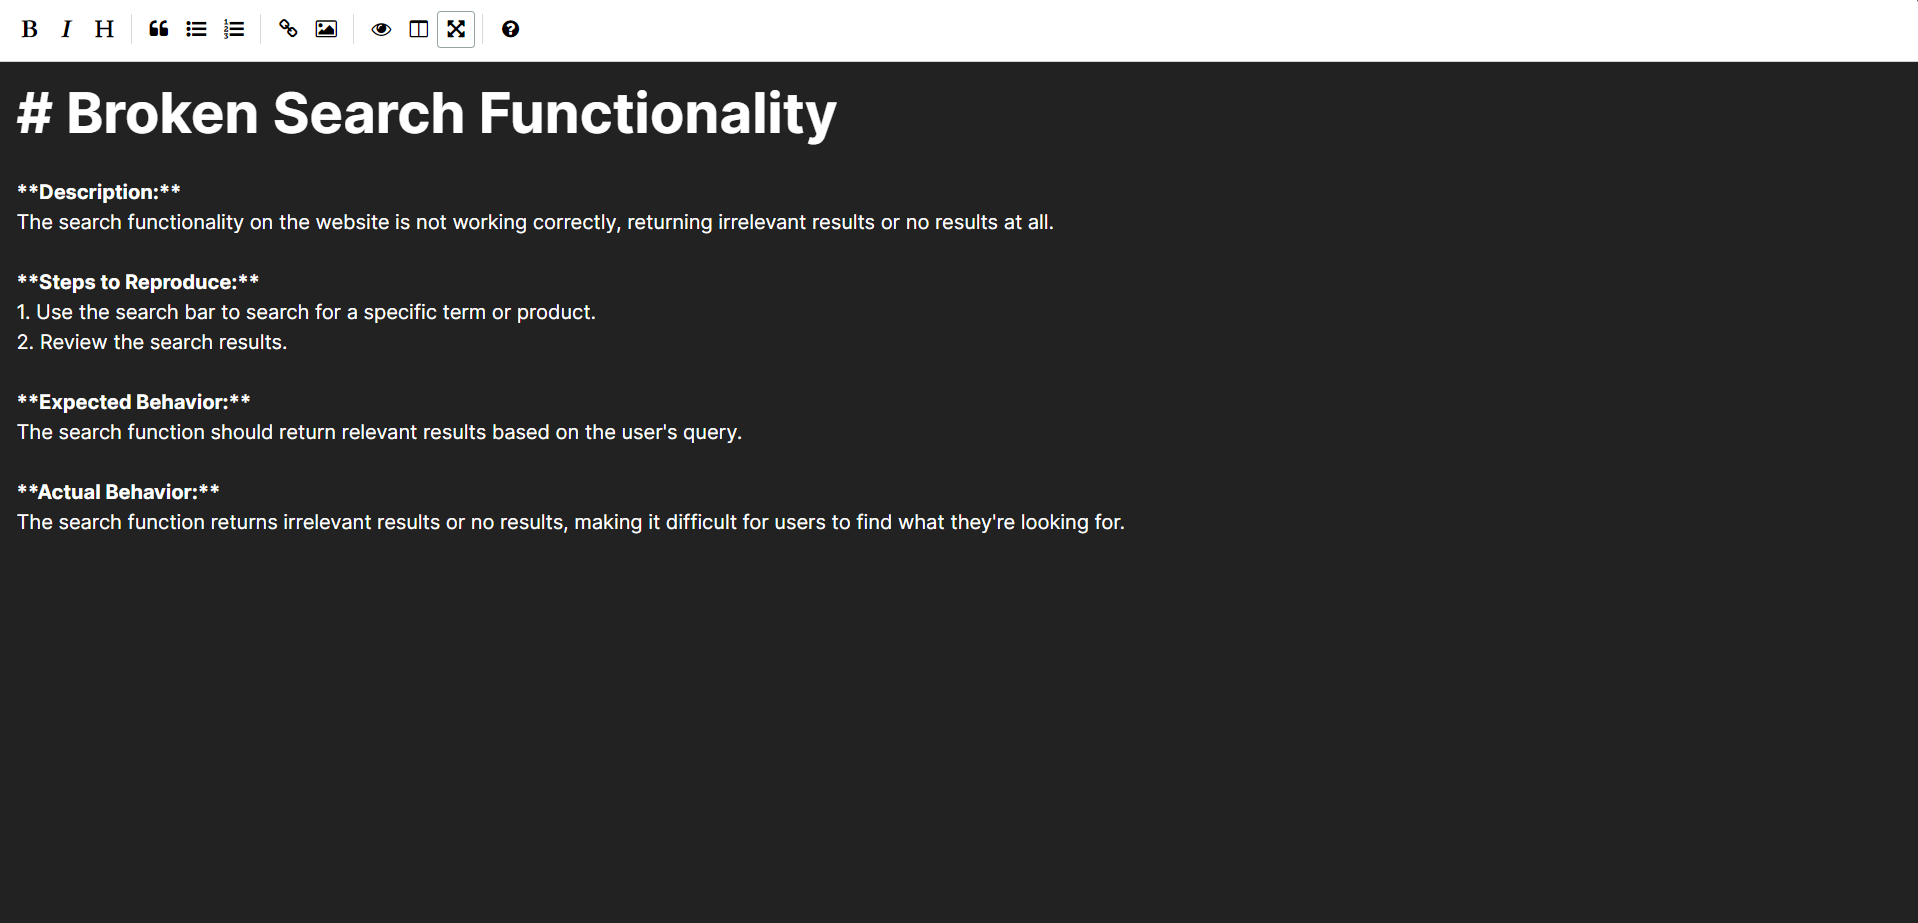 B I H
# Broken Search Functionality
**Description:**
The search functionality on the website is not working correctly, returning irrelevant results or no results at all.
**Steps to Reproduce:**
1. Use the search bar to search for a specific term or product.
2. Review the search results.
**Expected Behavior:**
The search function should return relevant results based on the user's query.
**Actual Behavior:**
The search function returns irrelevant results or no results, making it difficult for users to find what they're looking for.